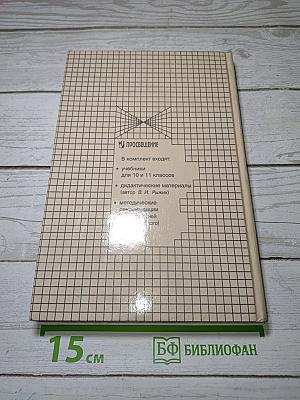 ПРОСВЕЩЕНИЕ
В комплект входят:
• учебники
для 10 и 11 классов
• дидактические материалы
(автор В. И. Рыжик)
• методические
15 см
БФ БИБЛИОФАН